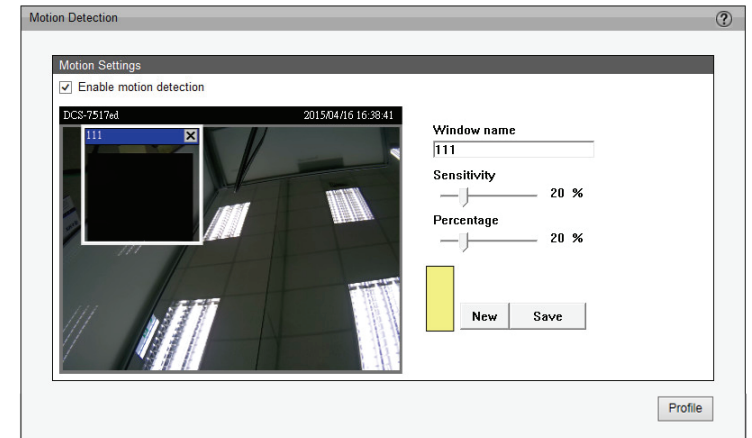 Motion Detection
?
Motion Settings
Enable motion detection
DCS-7517ed 2015/04/16 16:38:41
111
Window name
111
Sensitivity
20 %
Percentage
20 %
New Save
Profile